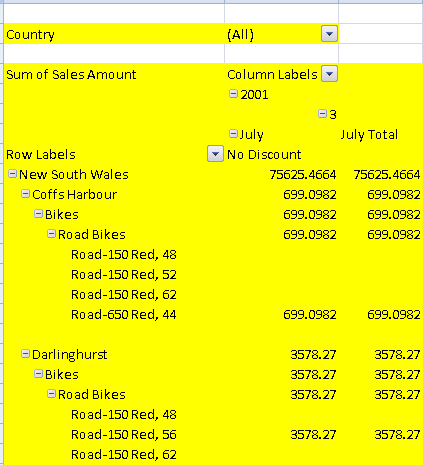 Country (All)
Sum of Sales Amount Column Labels
2001
3
July July Total
Row Labels No Discount
New South Wales 75625.4664 75625.4664
Coffs Harbour 699.0982 699.0982
Bikes 699.0982 699.0982
Road Bikes 699.0982 699.0982
Road-150 Red, 48
Road-150 Red, 52
Road-150 Red, 62
Road-650 Red, 44 699.0982 699.0982
Darlinghurst 3578.27 3578.27
Bikes 3578.27 3578.27
Road Bikes 3578.27 3578.27
Road-150 Red, 48
Road-150 Red, 56 3578.27 3578.27
Road-150 Red, 62